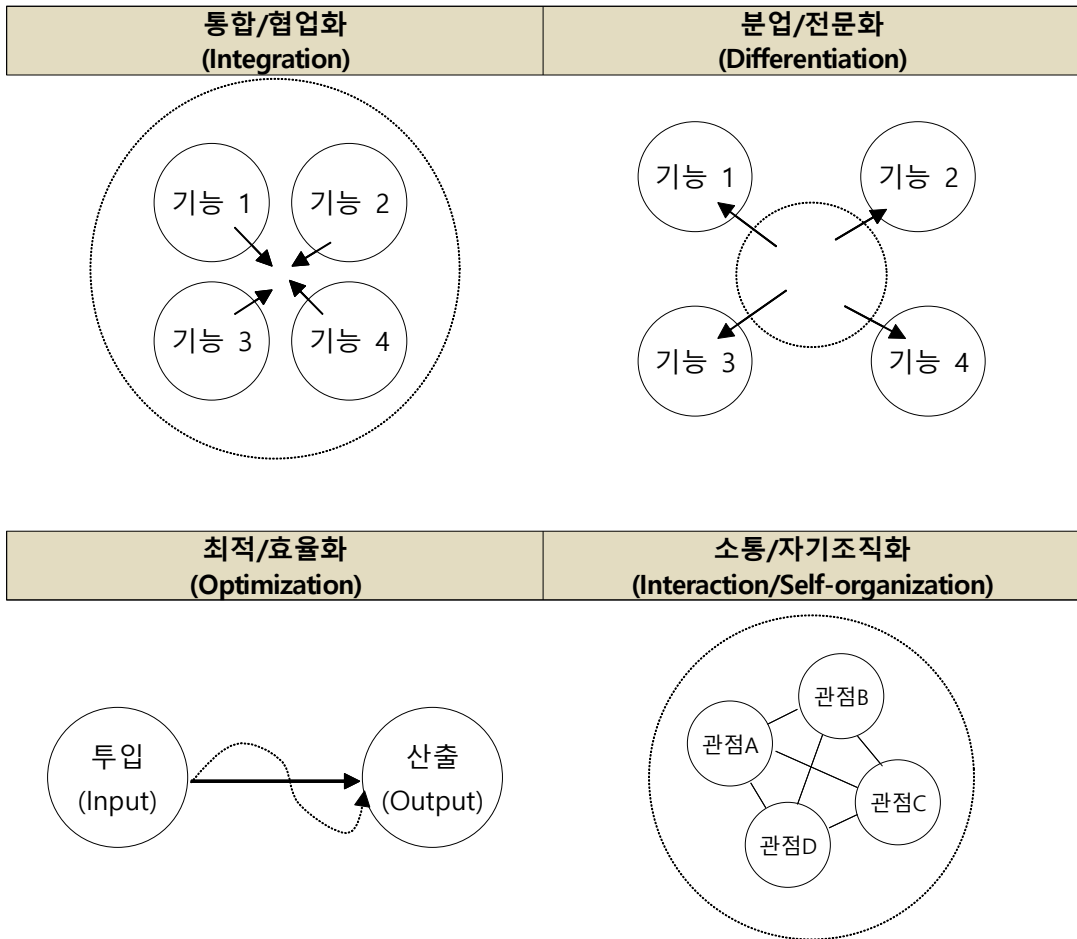 통합/협업화
(Integration)
분업/전문화
(Differentiation)
기능 1
기능 2
기능 3
기능 4
기능 1
기능 2
기능 3
기능 4
최적/효율화
(Optimization)
소통/자기조직화
(Interaction/Self-organization)
투입
(Input)
산출
(Output)
관점A
관점B
관점C
관점D